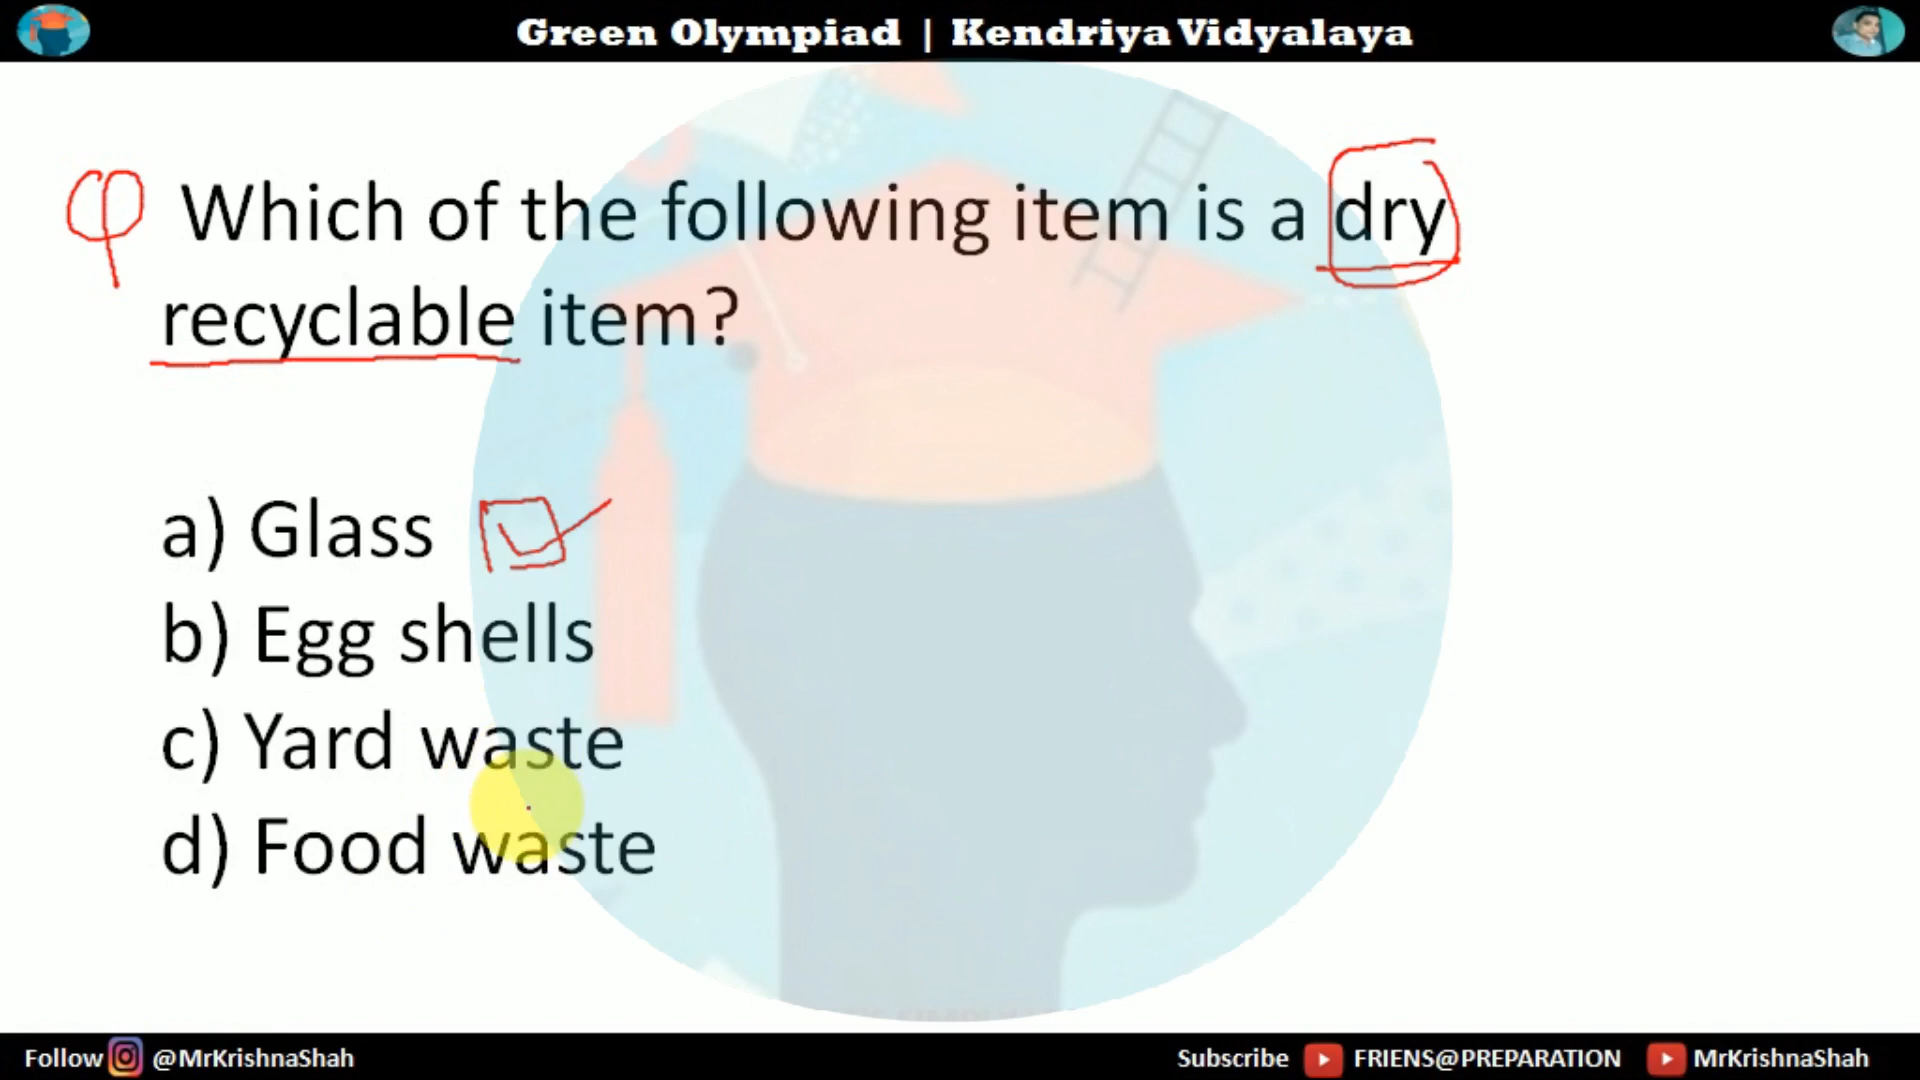 Green Olympiad | Kendriya Vidyalaya
Q Which of the following item is a dry
recyclable item?
a) Glass
b) Egg shells
c) Yard waste
d) Food waste
Follow @MrKrishnaShah
Subscribe FRIENS@PREPARATION MrKrishnaShah